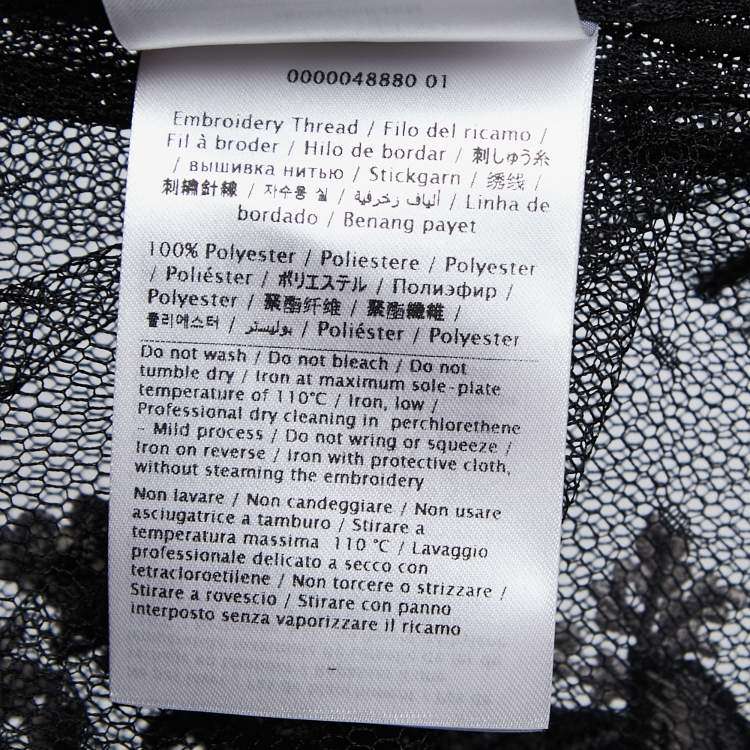 0000048880 01
Embroidery Thread / Filo del ricamo /
Fil à broder / Hilo de bordar / 刺しゅう糸
/ вышивка нитью / Stickgarn / 绣线 /
刺繡針線 / 자수용 실 / ألياف زخرفية / Linha de
bordado / Benang payet
100% Polyester / Poliestere / Polyester
/ Poliéster / ポリエステル / Полиэфир /
Polyester / 聚酯纤维 / 聚酯纖維 /
폴리에스터 / بوليستر / Poliéster / Polyester
Do not wash / Do not bleach / Do not
tumble dry / Iron at maximum sole-plate
temperature of 110°C / Iron, low /
Professional dry cleaning in perchlorethene
- Mild process / Do not wring or squeeze /
Iron on reverse / Iron with protective cloth,
without steaming the embroidery
Non lavare / Non candeggiare / Non usare
asciugatrice a tamburo / Stirare a
temperatura massima 110 °C / Lavaggio
professionale delicato a secco con
tetracloroetilene / Non torcere o strizzare /
Stirare a rovescio / Stirare con panno
interposto senza vaporizzare il ricamo